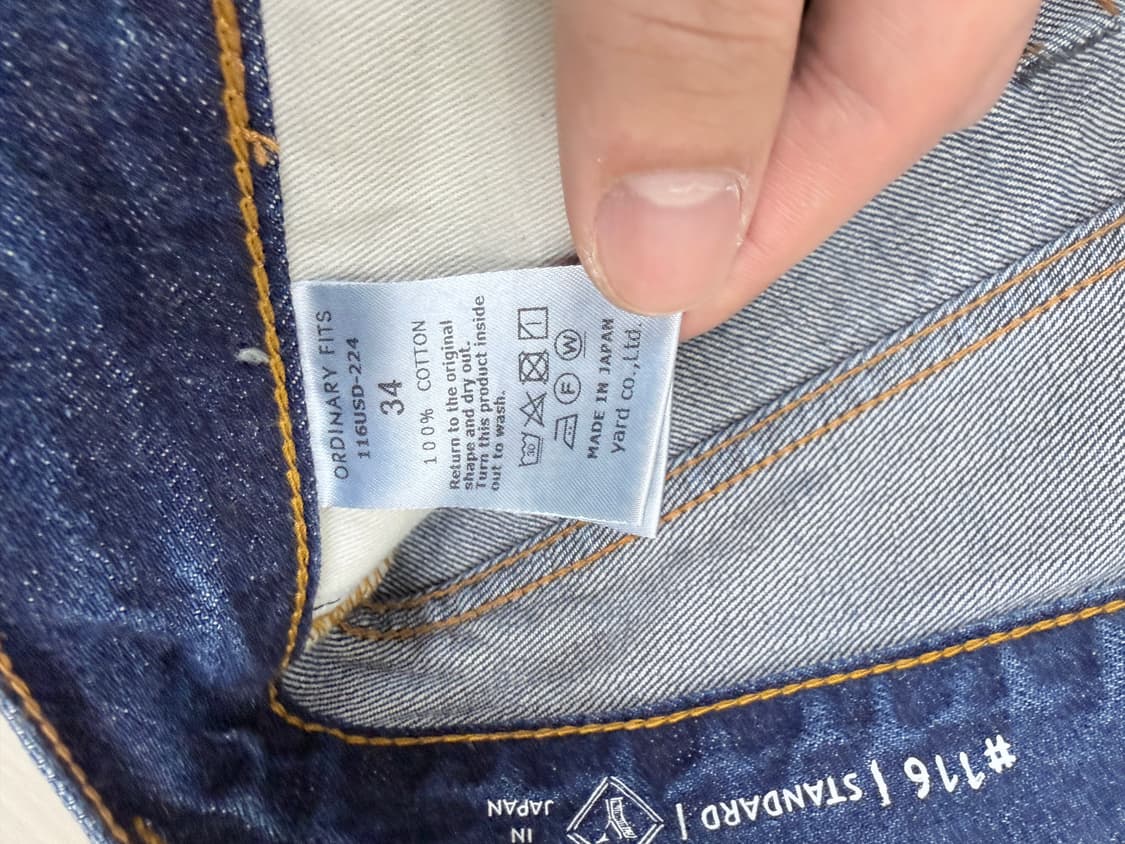 ORDINARY FITS
116USD-224
34
100% COTTON
Return to the original
shape and dry out.
Turn this product inside
out to wash.
30
F W
MADE IN JAPAN
yard co.,Ltd.
#116 | STANDARD |
IN
JAPAN